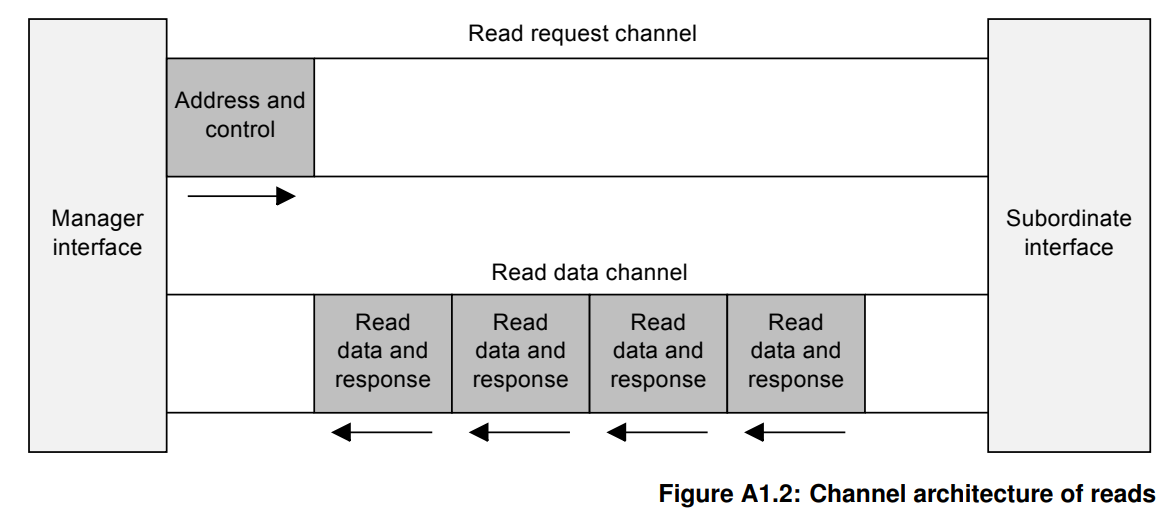 Read request channel
Address and
control
Manager
interface
Subordinate
interface
Read data channel
Read
data and
response
Read
data and
response
Read
data and
response
Read
data and
response
Figure A1.2: Channel architecture of reads